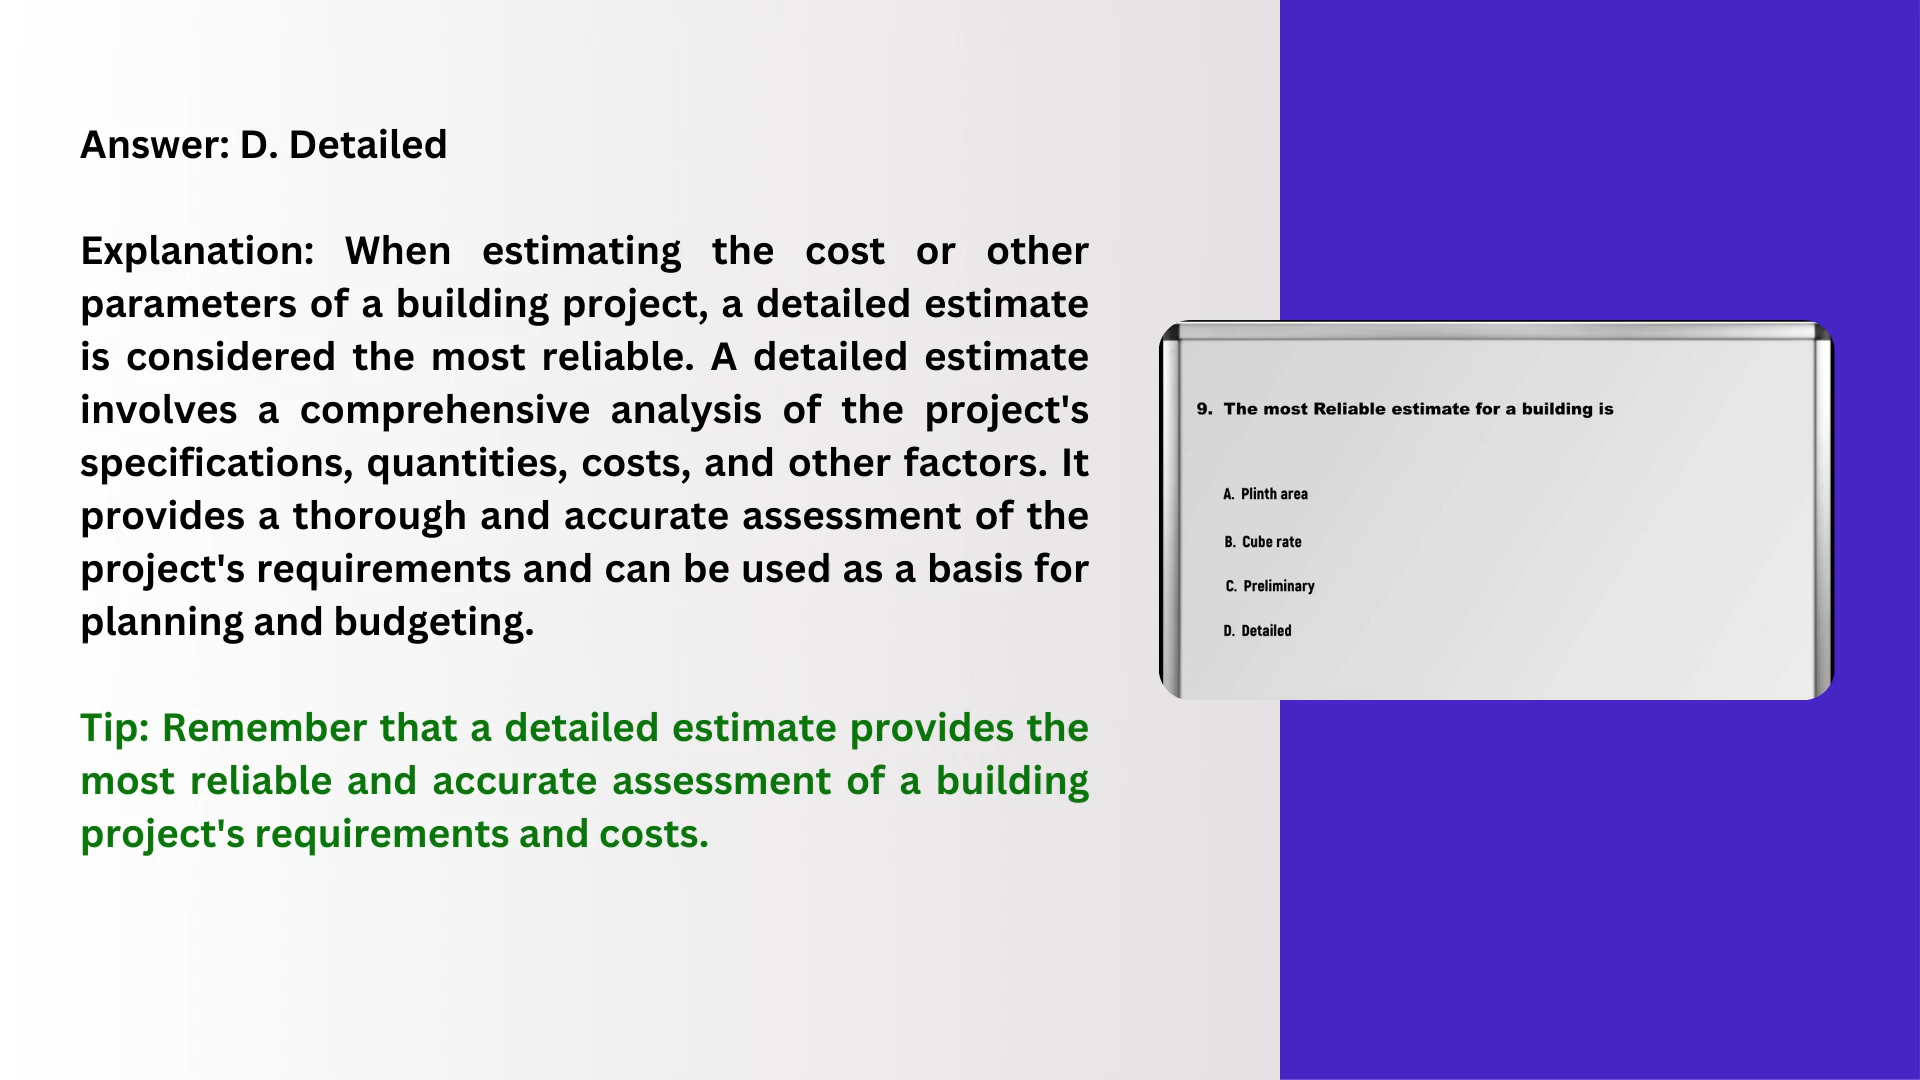 Answer: D. Detailed
Explanation: When estimating the cost or other
parameters of a building project, a detailed estimate
is considered the most reliable. A detailed estimate
involves a comprehensive analysis of the project's
specifications, quantities, costs, and other factors. It
provides a thorough and accurate assessment of the
project's requirements and can be used as a basis for
planning and budgeting.
Tip: Remember that a detailed estimate provides the
most reliable and accurate assessment of a building
project's requirements and costs.
9. The most Reliable estimate for a building is
A. Plinth area
B. Cube rate
C. Preliminary
D. Detailed